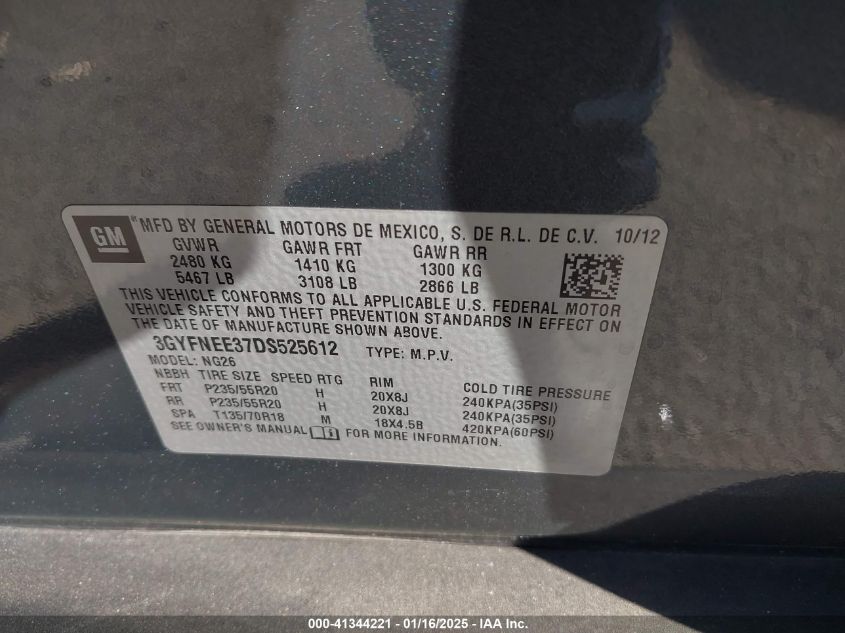 GM ® MFD BY GENERAL MOTORS DE MEXICO, S. DE R.L. DE C.V. 10/12
GVWR GAWR FRT GAWR RR
2480 KG 1410 KG 1300 KG
5467 LB 3108 LB 2866 LB
THIS VEHICLE CONFORMS TO ALL APPLICABLE U.S. FEDERAL MOTOR
VEHICLE SAFETY AND THEFT PREVENTION STANDARDS IN EFFECT ON
THE DATE OF MANUFACTURE SHOWN ABOVE.
3GYFNEE37DS525612 TYPE: M.P.V.
MODEL: NG26
NBBH TIRE SIZE SPEED RTG RIM COLD TIRE PRESSURE
FRT P235/55R20 H 20X8J 240KPA(35PSI)
RR P235/55R20 H 20X8J 240KPA(35PSI)
SPA T135/70R18 M 18X4.5B 420KPA(60PSI)
SEE OWNER'S MANUAL FOR MORE INFORMATION.
000-41344221 - 01/16/2025 - IAA Inc.